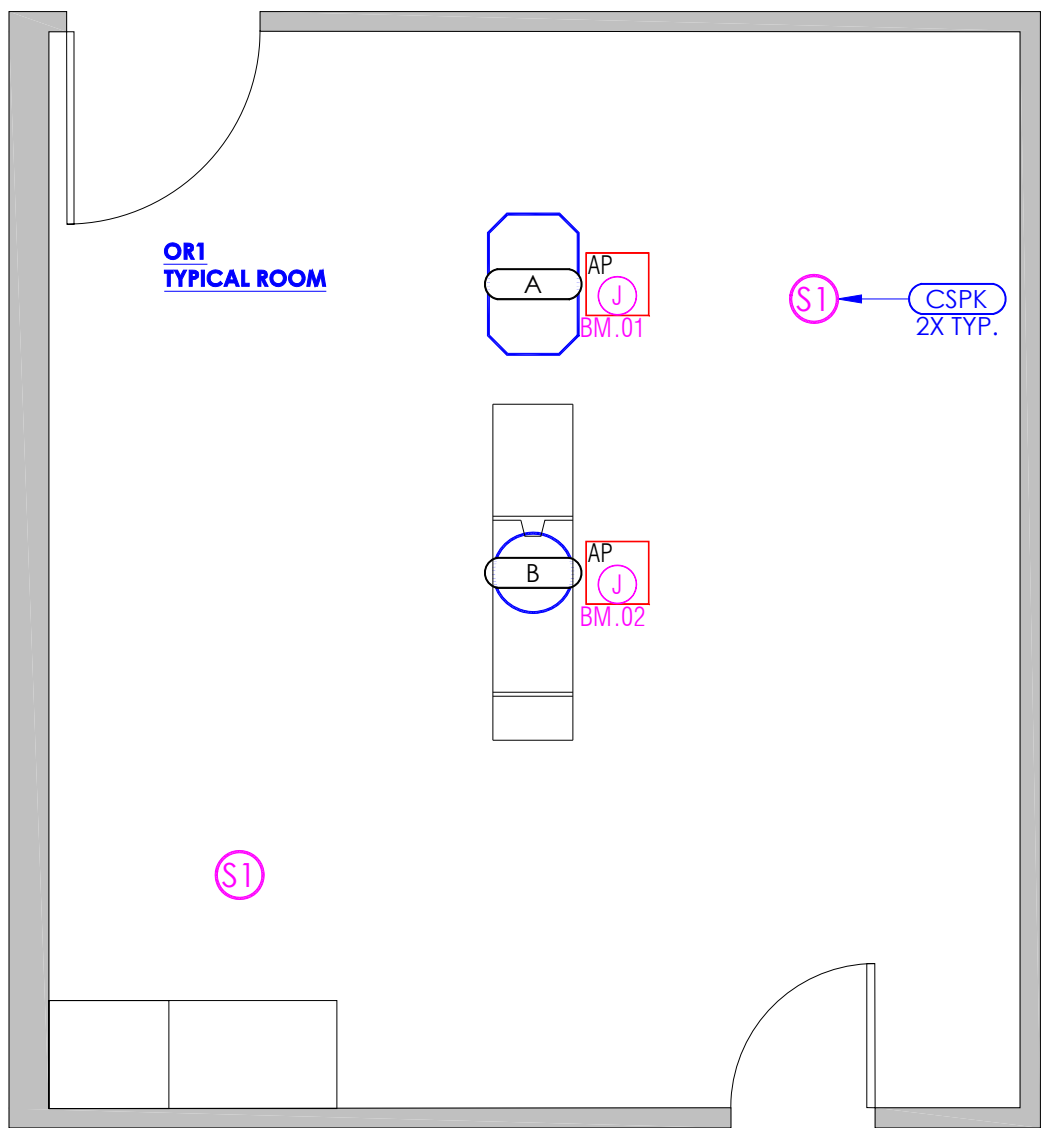 OR1
TYPICAL ROOM
A
AP
J
BM.01
S1
CSPK
2X TYP.
B
AP
J
BM.02
S1